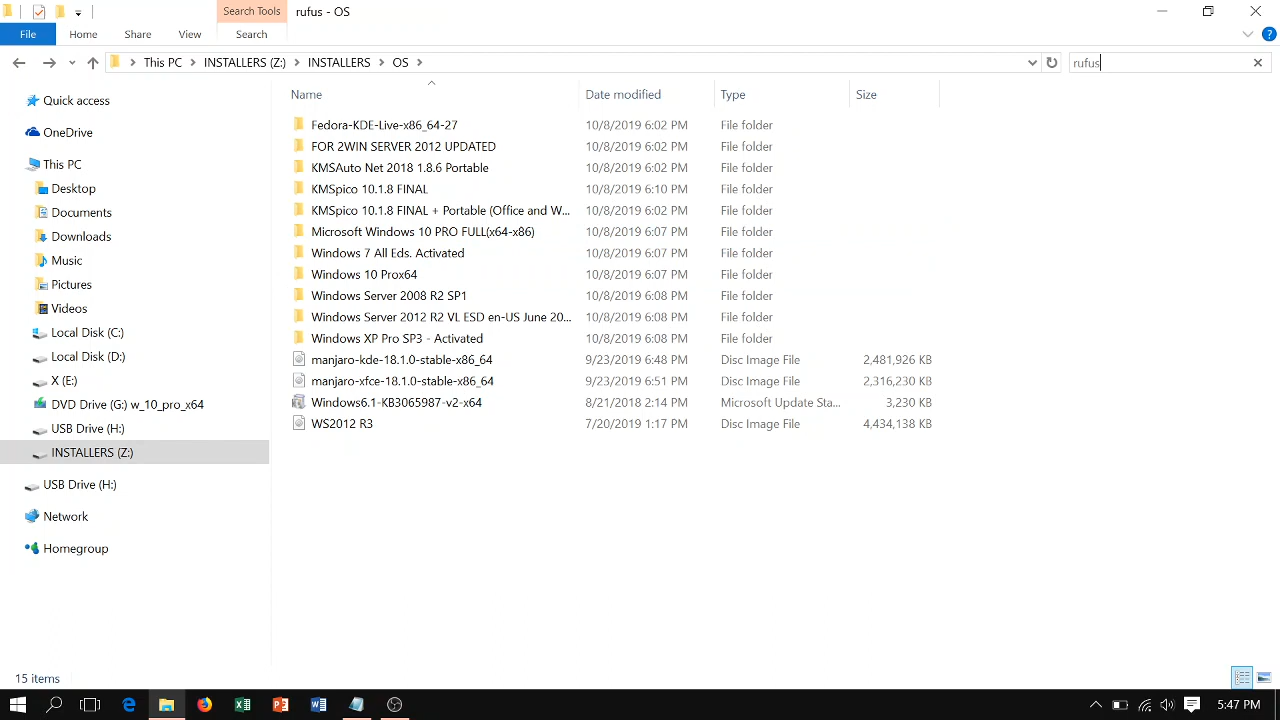 Search Tools
rufus - OS
File
Home
Share
View
Search
?
This PC > INSTALLERS (Z:) > INSTALLERS > OS >
rufus
Name
Date modified
Type
Size
Quick access
OneDrive
This PC
Desktop
Documents
Downloads
Music
Pictures
Videos
Local Disk (C:)
Local Disk (D:)
X (E:)
DVD Drive (G:) w_10_pro_x64
USB Drive (H:)
INSTALLERS (Z:)
USB Drive (H:)
Network
Homegroup
Fedora-KDE-Live-x86_64-27 10/8/2019 6:02 PM File folder
FOR 2WIN SERVER 2012 UPDATED 10/8/2019 6:02 PM File folder
KMSAuto Net 2018 1.8.6 Portable 10/8/2019 6:02 PM File folder
KMSpico 10.1.8 FINAL 10/8/2019 6:10 PM File folder
KMSpico 10.1.8 FINAL + Portable (Office and W... 10/8/2019 6:02 PM File folder
Microsoft Windows 10 PRO FULL(x64-x86) 10/8/2019 6:07 PM File folder
Windows 7 All Eds. Activated 10/8/2019 6:07 PM File folder
Windows 10 Prox64 10/8/2019 6:07 PM File folder
Windows Server 2008 R2 SP1 10/8/2019 6:08 PM File folder
Windows Server 2012 R2 VL ESD en-US June 20... 10/8/2019 6:08 PM File folder
Windows XP Pro SP3 - Activated 10/8/2019 6:08 PM File folder
manjaro-kde-18.1.0-stable-x86_64 9/23/2019 6:48 PM Disc Image File 2,481,926 KB
manjaro-xfce-18.1.0-stable-x86_64 9/23/2019 6:51 PM Disc Image File 2,316,230 KB
Windows6.1-KB3065987-v2-x64 8/21/2018 2:14 PM Microsoft Update Sta... 3,230 KB
WS2012 R3 7/20/2019 1:17 PM Disc Image File 4,434,138 KB
15 items
5:47 PM